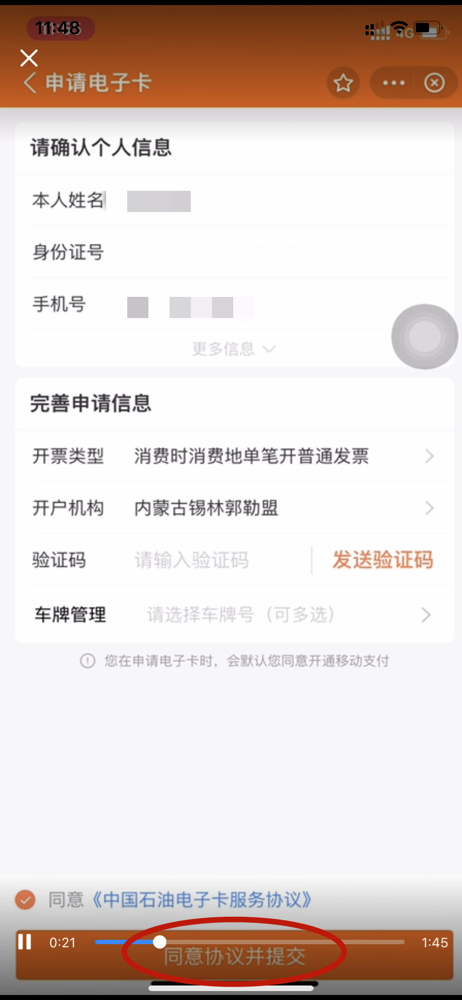 11:48
4G
申请电子卡
请确认个人信息
本人姓名
身份证号
手机号
更多信息
完善申请信息
开票类型 消费时消费地单笔开普通发票
开户机构 内蒙古锡林郭勒盟
验证码 请输入验证码 发送验证码
车牌管理 请选择车牌号（可多选）
您在申请电子卡时，会默认您同意开通移动支付
同意《中国石油电子卡服务协议》
0:21 1:45
同意协议并提交